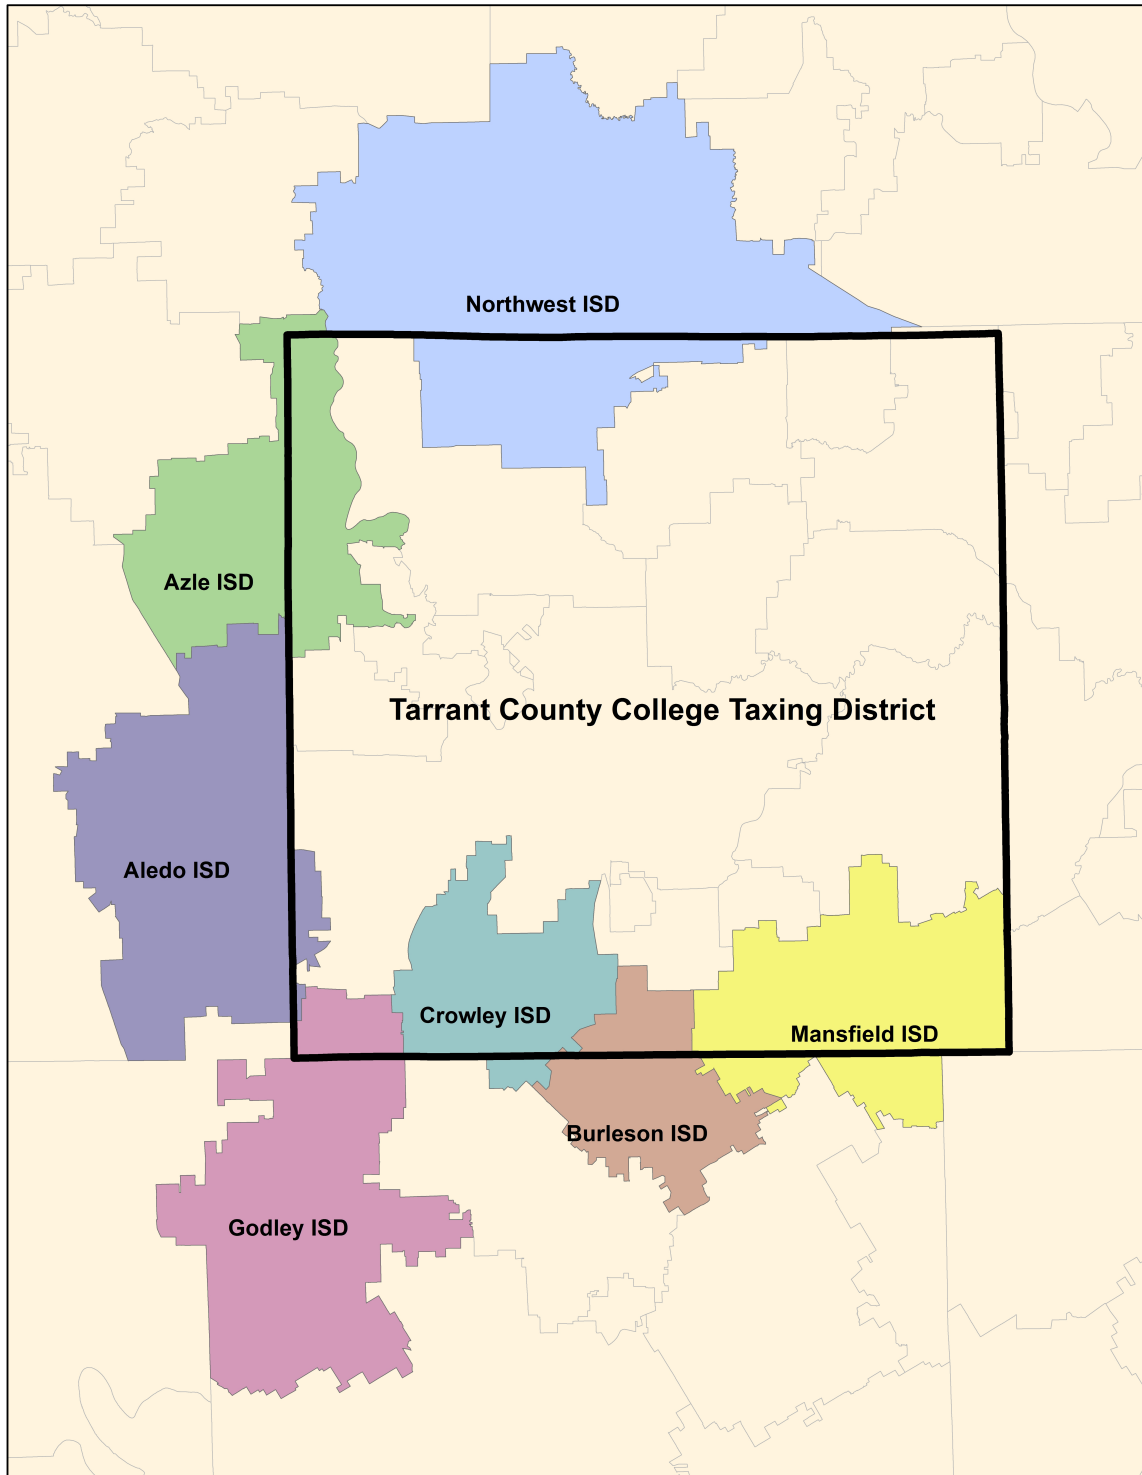 Northwest ISD
Azle ISD
Tarrant County College Taxing District
Aledo ISD
Crowley ISD
Mansfield ISD
Burleson ISD
Godley ISD